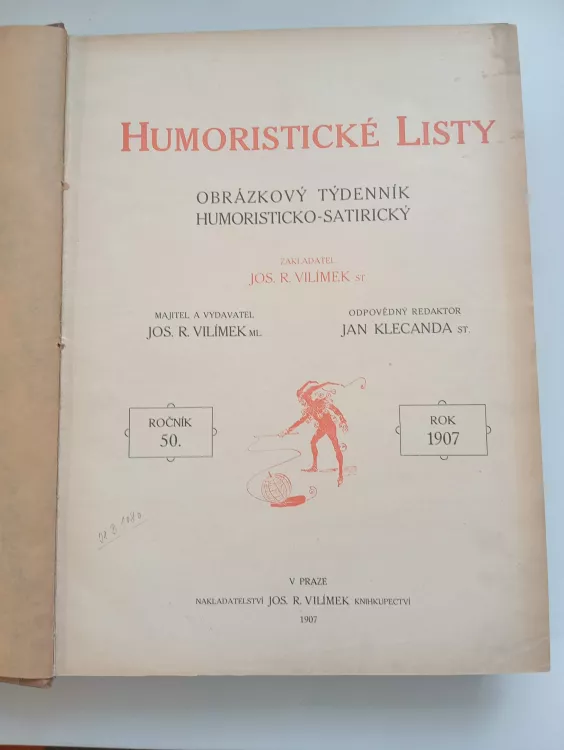 HUMORISTICKÉ LISTY
OBRÁZKOVÝ TÝDENNÍK
HUMORISTICKO-SATIRICKÝ
ZAKLADATEL
JOS. R. VILÍMEK ST
MAJITEL A VYDAVATEL
JOS. R. VILÍMEK ML.
ODPOVĚDNÝ REDAKTOR
JAN KLECANDA ST.
ROČNÍK
50.
ROK
1907
V PRAZE
NAKLADATELSTVÍ JOS. R. VILÍMEK KNIHKUPECTVÍ
1907